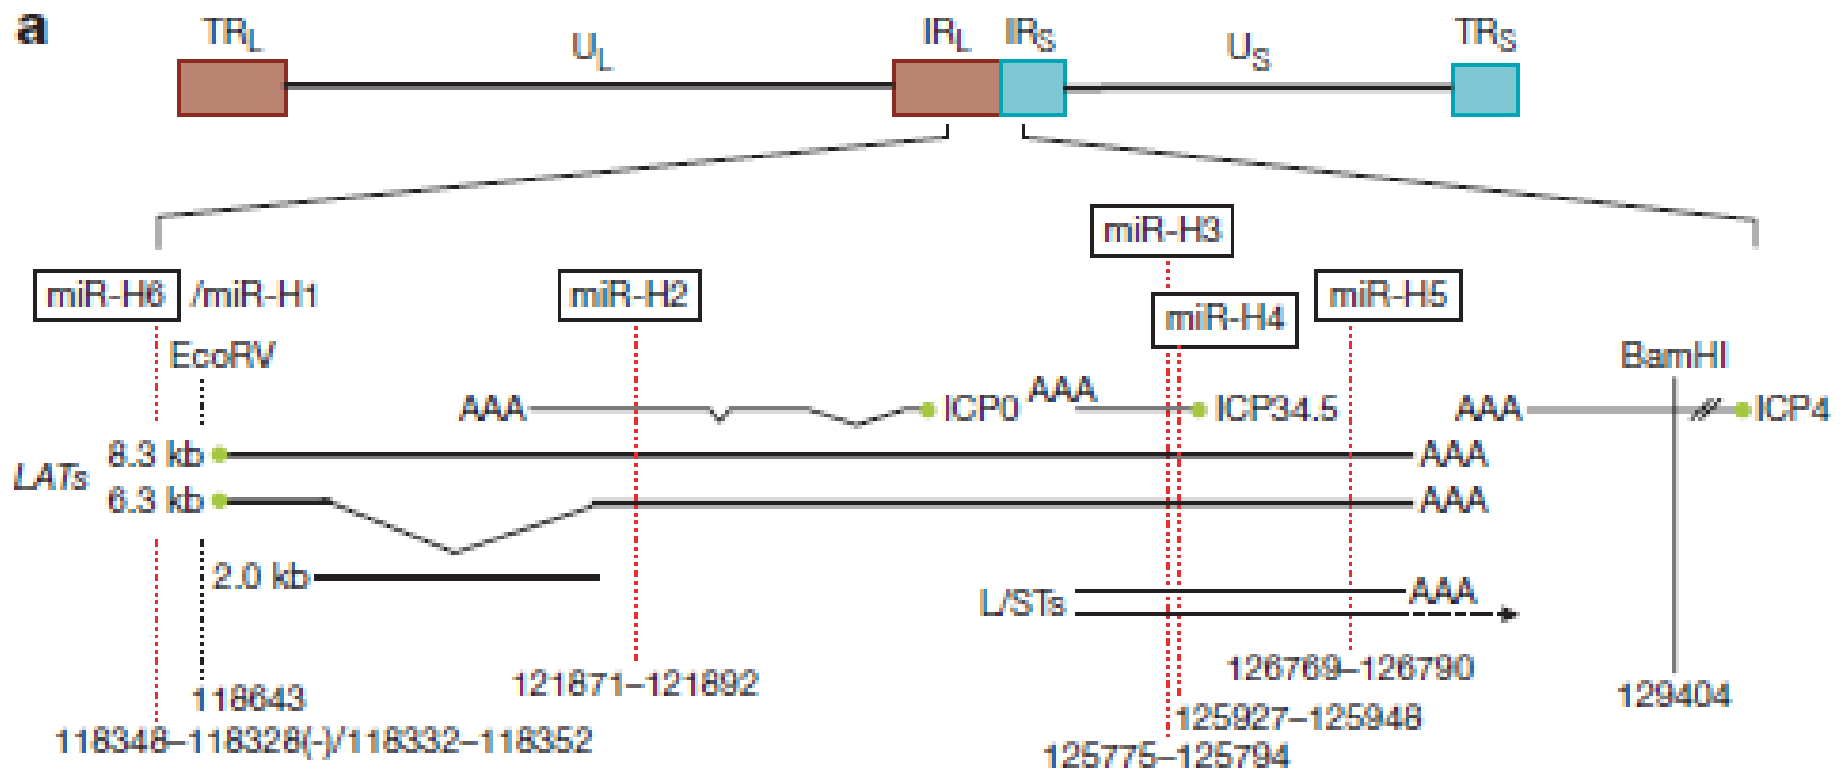 a
TRL UL IRL IRS US TRS
miR-H3
miR-H6 /miR-H1 miR-H2 miR-H4 miR-H5
EcoRV BamHI
AAA ICP0 AAA ICP34.5 AAA ICP4
LATs 8.3 kb AAA
6.3 kb AAA
2.0 kb L/STs AAA
118643 121871–121892 126769–126790 129404
125927–125948
118348–118328(-)/118332–118352 125775–125794